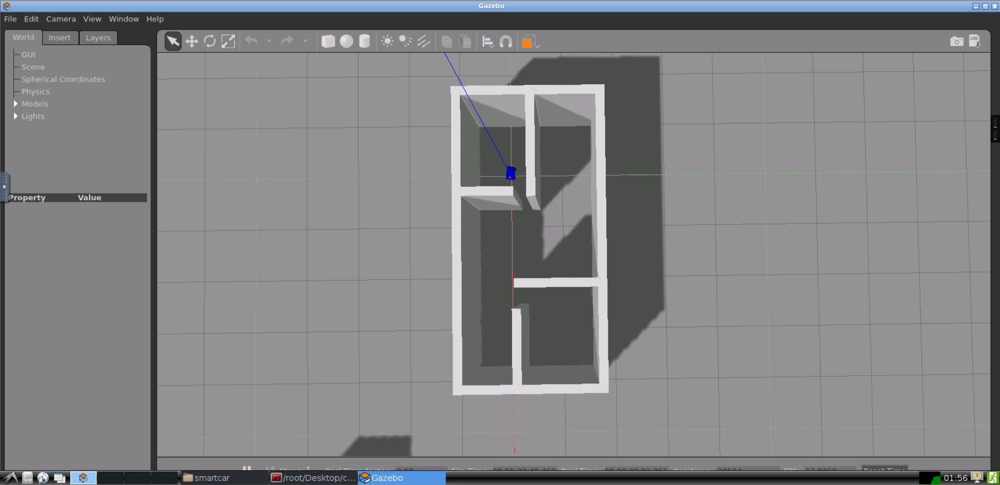 Gazebo
File Edit Camera View Window Help
World Insert Layers
LOG
GUI
Scene
Spherical Coordinates
Physics
Models
Lights
Property Value
smartcar /root/Desktop/c... Gazebo 01:56